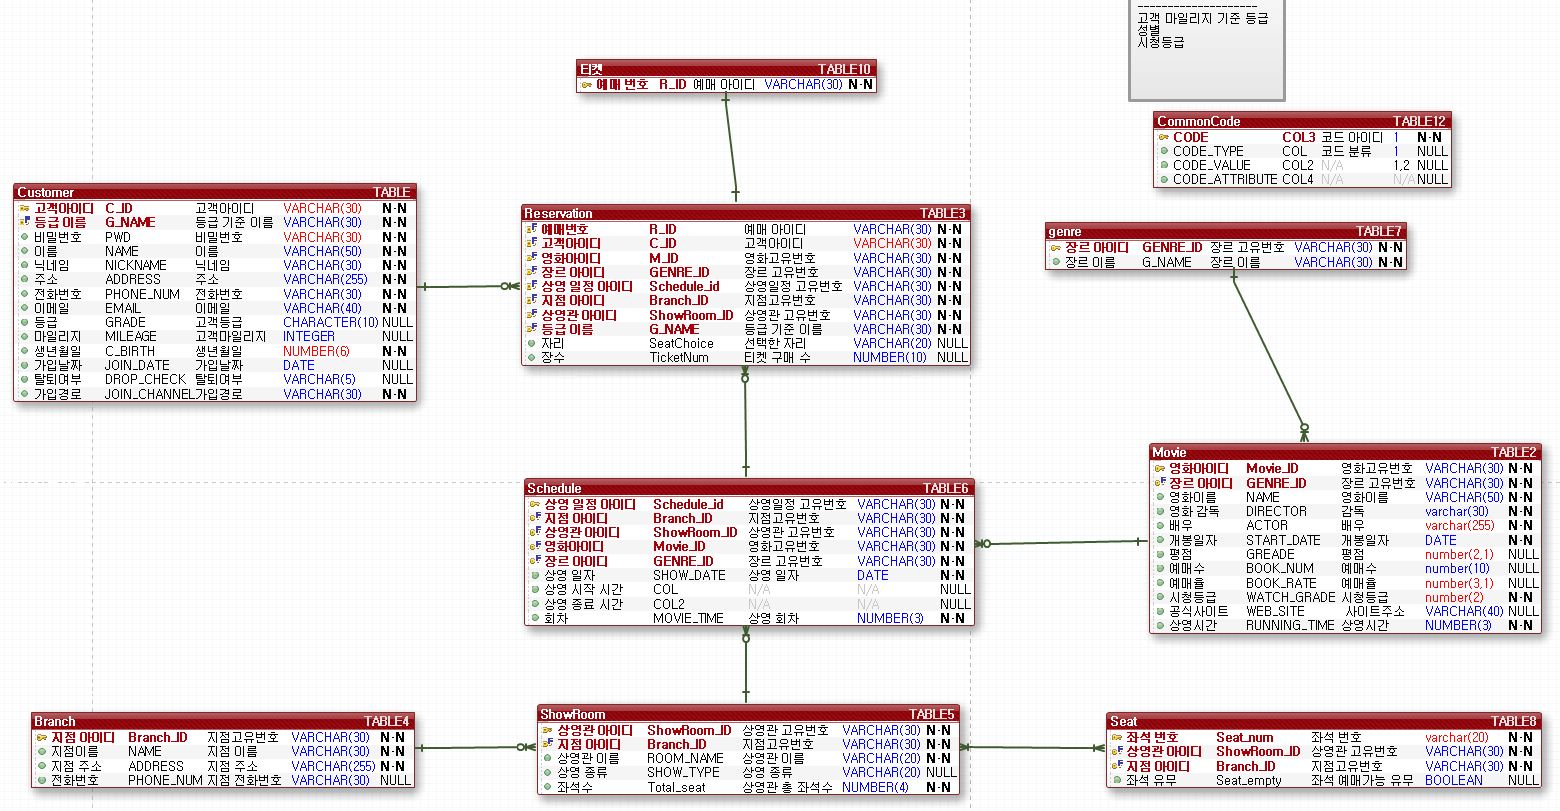 --------------------
고객 마일리지 기준 등급
성별
시청등급
티켓 TABLE10
예매 번호 R_ID 예매 아이디 VARCHAR(30) N-N
CommonCode TABLE12
CODE COL3 코드 아이디 1 N-N
CODE_TYPE COL 코드 분류 1 NULL
CODE_VALUE COL2 N/A 1,2 NULL
CODE_ATTRIBUTE COL4 N/A N/A NULL
Customer TABLE
고객아이디 C_ID 고객아이디 VARCHAR(30) N-N
등급 이름 G_NAME 등급 기준 이름 VARCHAR(30) N-N
비밀번호 PWD 비밀번호 VARCHAR(30) N-N
이름 NAME 이름 VARCHAR(50) N-N
닉네임 NICKNAME 닉네임 VARCHAR(30) N-N
주소 ADDRESS 주소 VARCHAR(255) N-N
전화번호 PHONE_NUM 전화번호 VARCHAR(30) N-N
이메일 EMAIL 이메일 VARCHAR(40) N-N
등급 GRADE 고객등급 CHARACTER(10) NULL
마일리지 MILEAGE 고객마일리지 INTEGER NULL
생년월일 C_BIRTH 생년월일 NUMBER(6) N-N
가입날짜 JOIN_DATE 가입날짜 DATE NULL
탈퇴여부 DROP_CHECK 탈퇴여부 VARCHAR(5) NULL
가입경로 JOIN_CHANNEL 가입경로 VARCHAR(30) N-N
Reservation TABLE3
예매번호 R_ID 예매 아이디 VARCHAR(30) N-N
고객아이디 C_ID 고객아이디 VARCHAR(30) N-N
영화아이디 M_ID 영화고유번호 VARCHAR(30) N-N
장르 아이디 GENRE_ID 장르 고유번호 VARCHAR(30) N-N
상영 일정 아이디 Schedule_id 상영일정 고유번호 VARCHAR(30) N-N
지점 아이디 Branch_ID 지점고유번호 VARCHAR(30) N-N
상영관 아이디 ShowRoom_ID 상영관 고유번호 VARCHAR(30) N-N
등급 이름 G_NAME 등급 기준 이름 VARCHAR(30) N-N
자리 SeatChoice 선택한 자리 VARCHAR(20) NULL
장수 TicketNum 티켓 구매 수 NUMBER(10) NULL
genre TABLE7
장르 아이디 GENRE_ID 장르 고유번호 VARCHAR(30) N-N
장르 이름 G_NAME 장르 이름 VARCHAR(30) N-N
Schedule TABLE6
상영 일정 아이디 Schedule_id 상영일정 고유번호 VARCHAR(30) N-N
지점 아이디 Branch_ID 지점고유번호 VARCHAR(30) N-N
상영관 아이디 ShowRoom_ID 상영관 고유번호 VARCHAR(30) N-N
영화아이디 Movie_ID 영화고유번호 VARCHAR(30) N-N
장르 아이디 GENRE_ID 장르 고유번호 VARCHAR(30) N-N
상영 일자 SHOW_DATE 상영 일자 DATE N-N
상영 시작 시간 COL N/A N/A NULL
상영 종료 시간 COL2 N/A N/A NULL
회차 MOVIE_TIME 상영 회차 NUMBER(3) N-N
Movie TABLE2
영화아이디 Movie_ID 영화고유번호 VARCHAR(30) N-N
장르 아이디 GENRE_ID 장르 고유번호 VARCHAR(30) N-N
영화이름 NAME 영화이름 VARCHAR(50) N-N
영화 감독 DIRECTOR 감독 varchar(30) N-N
배우 ACTOR 배우 varchar(255) N-N
개봉일자 START_DATE 개봉일자 DATE N-N
평점 GREADE 평점 number(2,1) NULL
예매수 BOOK_NUM 예매수 number(10) NULL
예매율 BOOK_RATE 예매율 number(3,1) NULL
시청등급 WATCH_GRADE 시청등급 number(2) N-N
공식사이트 WEB_SITE 사이트주소 VARCHAR(40) NULL
상영시간 RUNNING_TIME 상영시간 NUMBER(3) N-N
Branch TABLE4
지점 아이디 Branch_ID 지점고유번호 VARCHAR(30) N-N
지점이름 NAME 지점 이름 VARCHAR(30) N-N
지점 주소 ADDRESS 지점 주소 VARCHAR(255) N-N
전화번호 PHONE_NUM 지점 전화번호 VARCHAR(30) NULL
ShowRoom TABLE5
상영관 아이디 ShowRoom_ID 상영관 고유번호 VARCHAR(30) N-N
지점 아이디 Branch_ID 지점고유번호 VARCHAR(30) N-N
상영관 이름 ROOM_NAME 상영관 이름 VARCHAR(20) N-N
상영 종류 SHOW_TYPE 상영 종류 VARCHAR(20) NULL
좌석수 Total_seat 상영관 총 좌석수 NUMBER(4) N-N
Seat TABLE8
좌석 번호 Seat_num 좌석 번호 varchar(20) N-N
상영관 아이디 ShowRoom_ID 상영관 고유번호 VARCHAR(30) N-N
지점 아이디 Branch_ID 지점고유번호 VARCHAR(30) N-N
좌석 유무 Seat_empty 좌석 예매가능 유무 BOOLEAN NULL